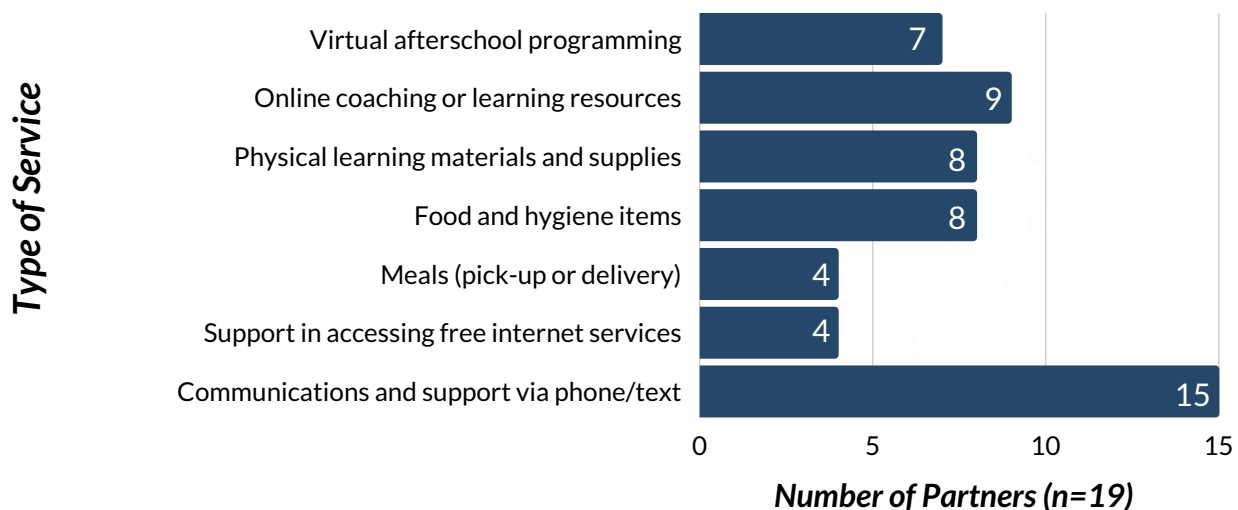 Type of Service
Virtual afterschool programming 7
Online coaching or learning resources 9
Physical learning materials and supplies 8
Food and hygiene items 8
Meals (pick-up or delivery) 4
Support in accessing free internet services 4
Communications and support via phone/text 15
0 5 10 15
Number of Partners (n=19)